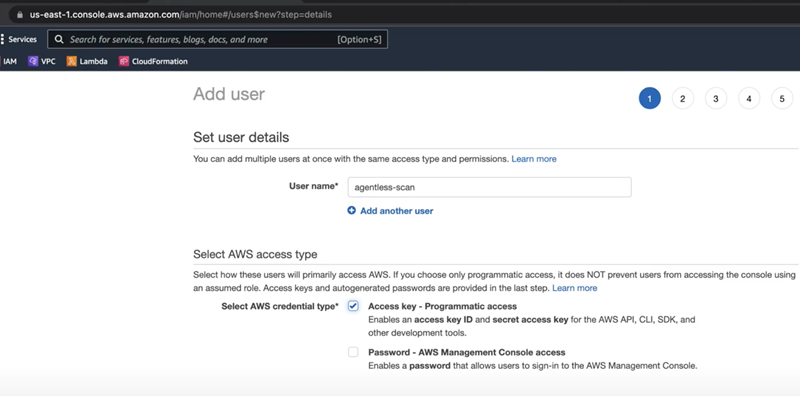 us-east-1.console.aws.amazon.com/iam/home#/users$new?step=details
Services
Search for services, features, blogs, docs, and more [Option+S]
IAM VPC Lambda CloudFormation
Add user
1 2 3 4 5
Set user details
You can add multiple users at once with the same access type and permissions. Learn more
User name* agentless-scan
Add another user
Select AWS access type
Select how these users will primarily access AWS. If you choose only programmatic access, it does NOT prevent users from accessing the console using
an assumed role. Access keys and autogenerated passwords are provided in the last step. Learn more
Select AWS credential type* Access key - Programmatic access
Enables an access key ID and secret access key for the AWS API, CLI, SDK, and
other development tools.
Password - AWS Management Console access
Enables a password that allows users to sign-in to the AWS Management Console.